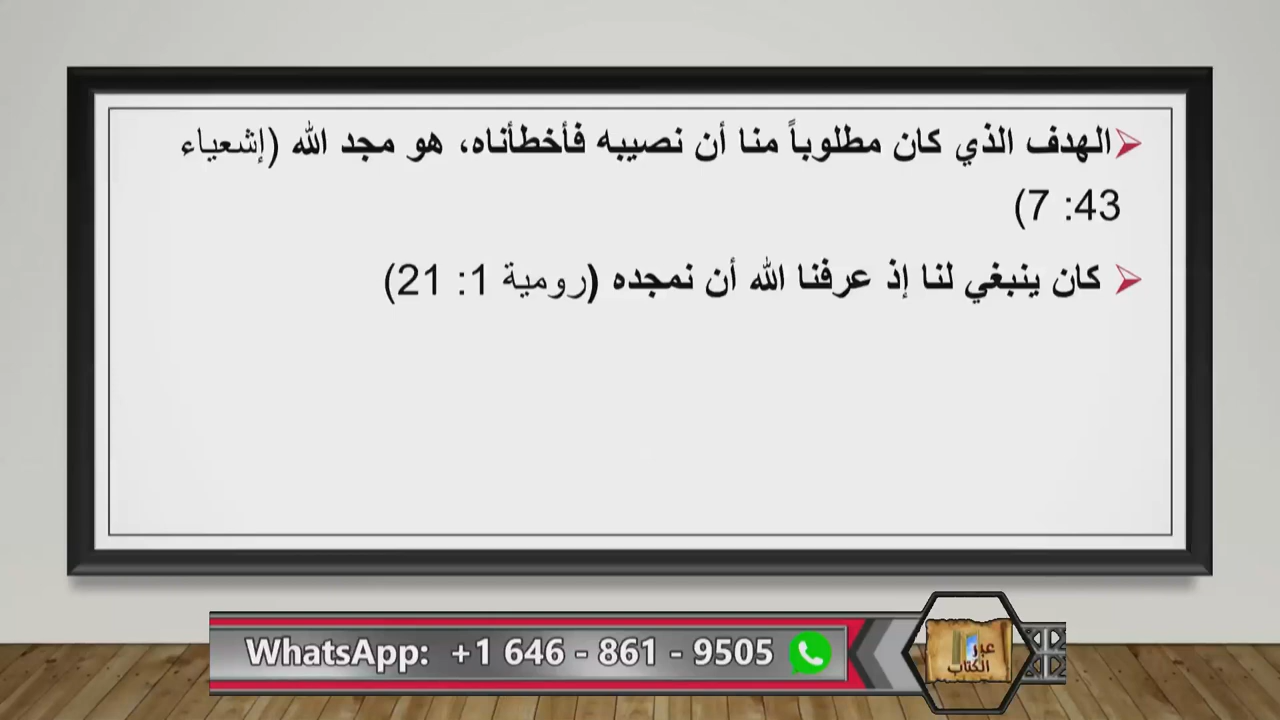 الهدف الذي كان مطلوباً منا أن نصيبه فأخطأناه، هو مجد الله (إشعياء
43: 7)
كان ينبغي لنا إذ عرفنا الله أن نمجده (رومية 1: 21)
WhatsApp: +1 646 - 861 - 9505
عبر
الكتاب